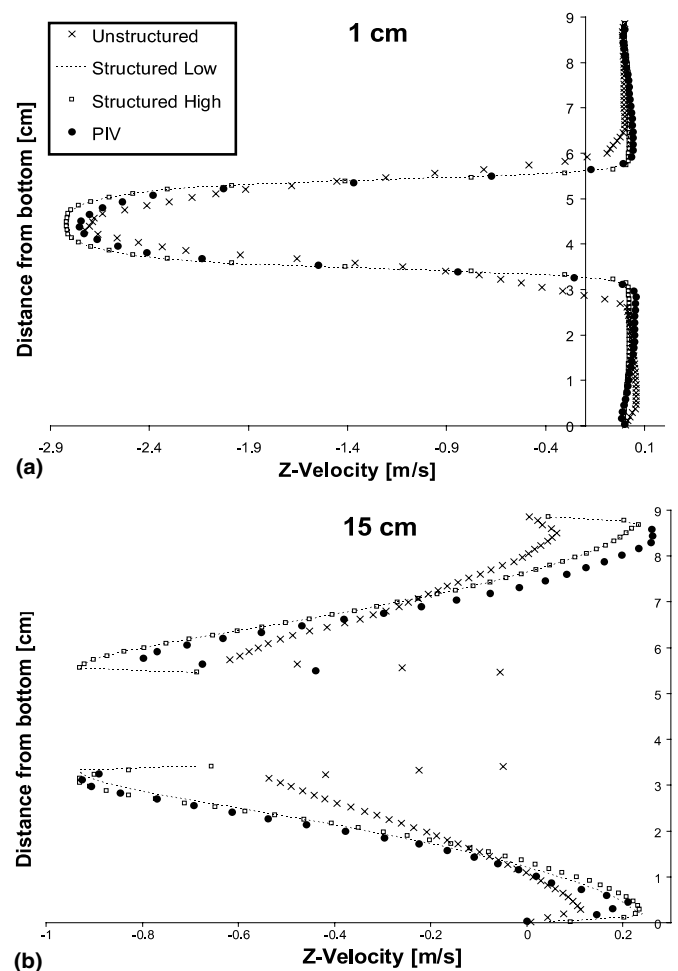 Unstructured
Structured Low
Structured High
PIV
1 cm
Distance from bottom [cm]
9
8
7
6
5
4
3
2
1
0
-2.9 -2.4 -1.9 -1.4 -0.9 -0.4 0.1
Z-Velocity [m/s]
(a)
15 cm
Distance from bottom [cm]
9
8
7
6
5
4
3
2
1
0
-1 -0.8 -0.6 -0.4 -0.2 0 0.2
Z-Velocity [m/s]
(b)